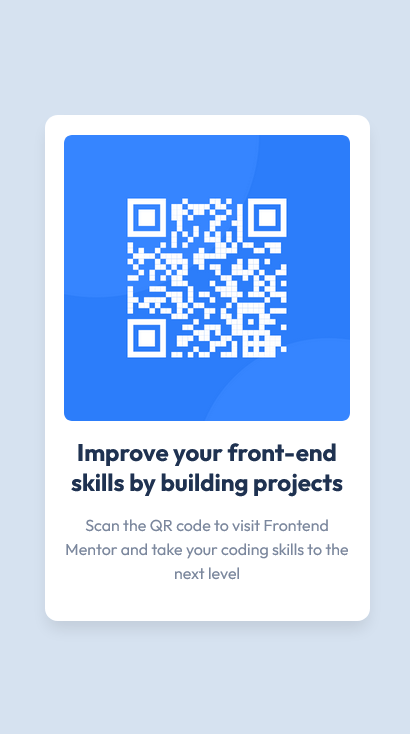 Improve your front-end
skills by building projects
Scan the QR code to visit Frontend
Mentor and take your coding skills to the
next level